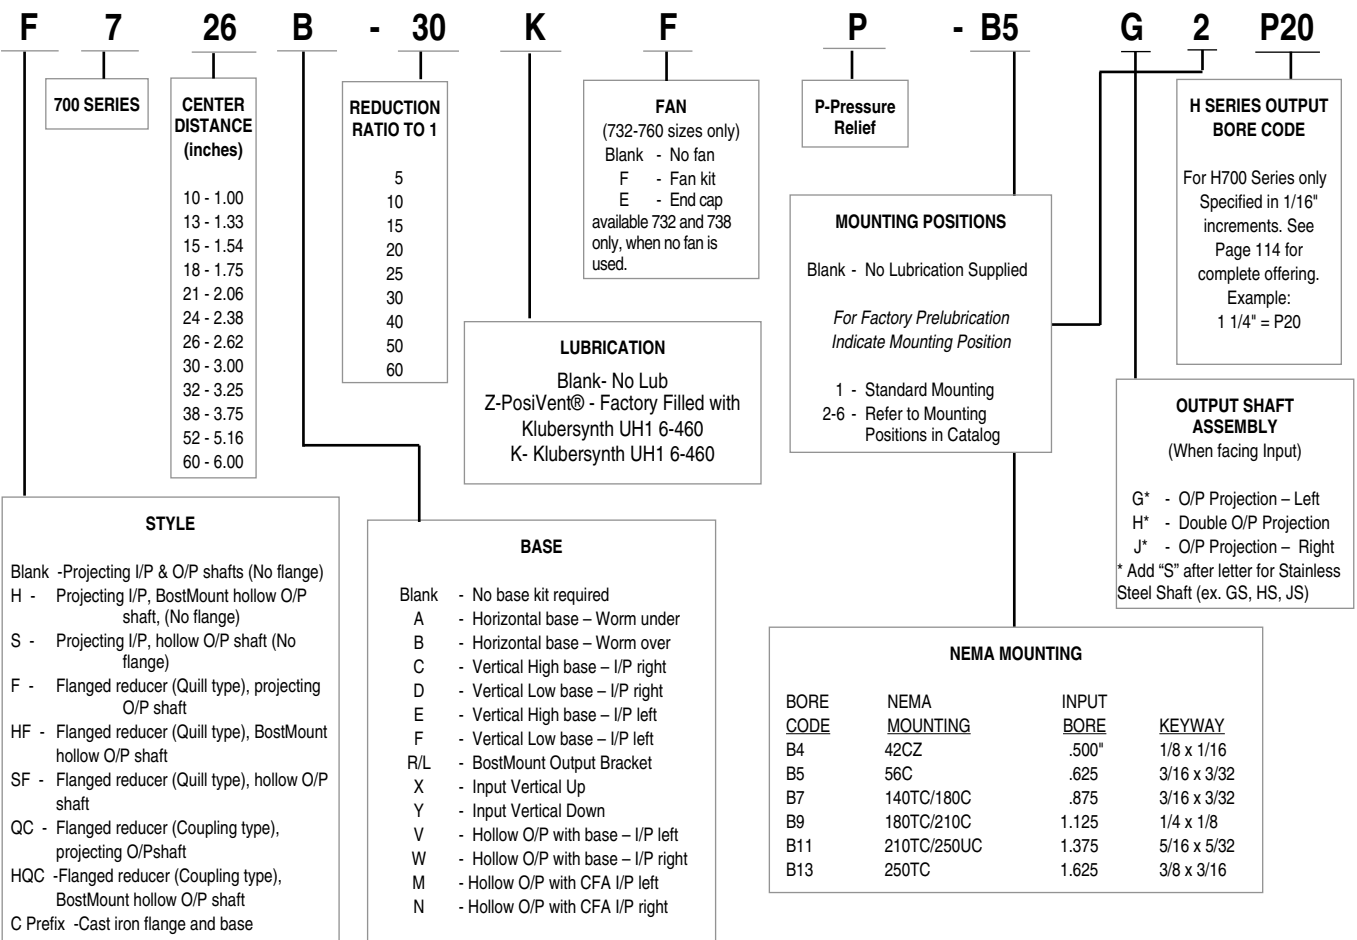 F 7 26 B - 30 K F P - B5 G 2 P20
700 SERIES
CENTER
DISTANCE
(inches)
10 - 1.00
13 - 1.33
15 - 1.54
18 - 1.75
21 - 2.06
24 - 2.38
26 - 2.62
30 - 3.00
32 - 3.25
38 - 3.75
52 - 5.16
60 - 6.00
REDUCTION
RATIO TO 1
5
10
15
20
25
30
40
50
60
FAN
(732-760 sizes only)
Blank - No fan
F - Fan kit
E - End cap
available 732 and 738
only, when no fan is
used.
P-Pressure
Relief
H SERIES OUTPUT
BORE CODE
For H700 Series only
Specified in 1/16"
increments. See
Page 114 for
complete offering.
Example:
1 1/4" = P20
MOUNTING POSITIONS
Blank - No Lubrication Supplied
For Factory Prelubrication
Indicate Mounting Position
1 - Standard Mounting
2-6 - Refer to Mounting
Positions in Catalog
LUBRICATION
Blank- No Lub
Z-PosiVent® - Factory Filled with
Klubersynth UH1 6-460
K- Klubersynth UH1 6-460
OUTPUT SHAFT
ASSEMBLY
(When facing Input)
G* - O/P Projection – Left
H* - Double O/P Projection
J* - O/P Projection – Right
* Add “S” after letter for Stainless
Steel Shaft (ex. GS, HS, JS)
STYLE
Blank -Projecting I/P & O/P shafts (No flange)
H - Projecting I/P, BostMount hollow O/P
shaft, (No flange)
S - Projecting I/P, hollow O/P shaft (No
flange)
F - Flanged reducer (Quill type), projecting
O/P shaft
HF - Flanged reducer (Quill type), BostMount
hollow O/P shaft
SF - Flanged reducer (Quill type), hollow O/P
shaft
QC - Flanged reducer (Coupling type),
projecting O/Pshaft
HQC -Flanged reducer (Coupling type),
BostMount hollow O/P shaft
C Prefix -Cast iron flange and base
BASE
Blank - No base kit required
A - Horizontal base – Worm under
B - Horizontal base – Worm over
C - Vertical High base – I/P right
D - Vertical Low base – I/P right
E - Vertical High base – I/P left
F - Vertical Low base – I/P left
R/L - BostMount Output Bracket
X - Input Vertical Up
Y - Input Vertical Down
V - Hollow O/P with base – I/P left
W - Hollow O/P with base – I/P right
M - Hollow O/P with CFA I/P left
N - Hollow O/P with CFA I/P right
NEMA MOUNTING
BORE NEMA INPUT
CODE MOUNTING BORE KEYWAY
B4 42CZ .500" 1/8 x 1/16
B5 56C .625 3/16 x 3/32
B7 140TC/180C .875 3/16 x 3/32
B9 180TC/210C 1.125 1/4 x 1/8
B11 210TC/250UC 1.375 5/16 x 5/32
B13 250TC 1.625 3/8 x 3/16